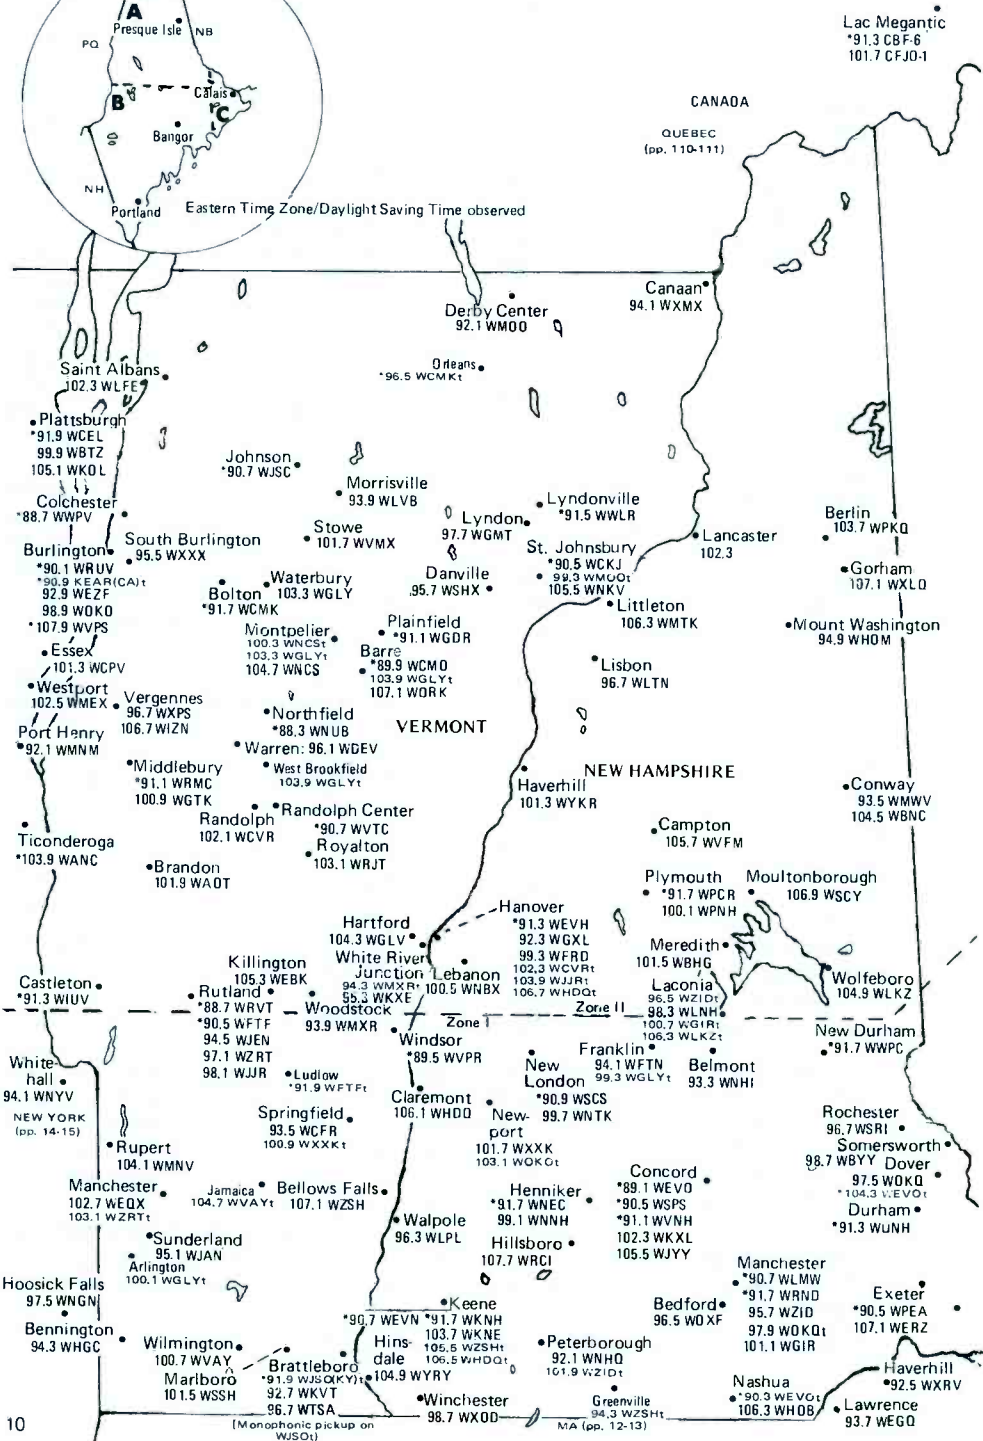 A
Presque Isle
NB
PQ
B
Calais
C
Bangor
NH
Portland
Eastern Time Zone/Daylight Saving Time observed
Lac Megantic
*91.3 CBF-6
101.7 CFJO-1
CANADA
QUEBEC
(pp. 110-111)
Canaan
94.1 WXMX
Derby Center
92.1 WMOO
Orleans
*96.5 WCMKt
Saint Albans
102.3 WLFE
Plattsburgh
*91.9 WCEL
99.9 WBTZ
105.1 WKOL
Johnson
*90.7 WJSC
Morrisville
93.9 WLVB
Colchester
*88.7 WWPV
Lyndonville
*91.5 WWLR
Lyndon
97.7 WGMT
Stowe
101.7 WVMX
Berlin
103.7 WPKQ
Lancaster
102.3
South Burlington
95.5 WXXX
Burlington
*90.1 WRUV
*90.9 KEAR(CA)t
92.9 WEZF
98.9 WOKO
*107.9 WVPS
St. Johnsbury
*90.5 WCKJ
99.3 WMOOt
105.5 WNKV
Waterbury
103.3 WGLY
Bolton
*91.7 WCMK
Danville
95.7 WSHX
Gorham
107.1 WXLQ
Littleton
106.3 WMTK
Mount Washington
94.9 WHOM
Montpelier
100.3 WNCSt
103.3 WGLYt
104.7 WNCS
Plainfield
*91.1 WGDR
Barre
*89.9 WCMD
103.9 WGLYt
107.1 WORK
Essex
101.3 WCPV
Lisbon
96.7 WLTN
Westport
102.5 WMEX
Vergennes
96.7 WXPS
106.7 WIZN
Northfield
*88.3 WNUB
VERMONT
Port Henry
92.1 WMNM
Warren: 96.1 WDEV
Middlebury
*91.1 WRMC
100.9 WGTK
West Brookfield
103.9 WGLYt
NEW HAMPSHIRE
Haverhill
101.3 WYKR
Conway
93.5 WMWV
104.5 WBNC
Randolph
102.1 WCVR
Randolph Center
*90.7 WVTC
Royalton
103.1 WRJT
Campton
105.7 WVFM
Ticonderoga
*103.9 WANC
Brandon
101.9 WAOT
Plymouth
*91.7 WPCR
100.1 WPNH
Moultonborough
106.9 WSCY
Hanover
*91.3 WEVH
92.3 WGXL
99.3 WFRD
102.3 WCVRt
103.9 WJJRt
106.7 WHDQt
Hartford
104.3 WGLV
White River
Junction
94.3 WMXRt
95.3 WKXE
Lebanon
100.5 WNBX
Meredith
101.5 WBHG
Killington
105.3 WEBK
Wolfeboro
104.9 WLKZ
Castleton
*91.3 WIUV
Laconia
96.5 WZIDt
98.3 WLNH
100.7 WGIRt
106.3 WLKZt
Rutland
*88.7 WRVT
*90.5 WFTF
94.5 WJEN
97.1 WZRT
98.1 WJJR
Woodstock
93.9 WMXR
Zone I
Zone II
Windsor
*89.5 WVPR
New Durham
*91.7 WWPC
White-
hall
94.1 WNYV
NEW YORK
(pp. 14-15)
Franklin
94.1 WFTN
99.3 WGLYt
Belmont
93.3 WNHI
New
London
*90.9 WSCS
99.7 WNTK
Ludlow
*91.9 WFTFt
Claremont
106.1 WHDQ
Springfield
93.5 WCFR
100.9 WXXKt
New-
port
101.7 WXXK
103.1 WOKQt
Rochester
96.7 WSRI
Somersworth
98.7 WBYY
Dover
97.5 WOKQ
*104.3 WEVOt
Durham
*91.3 WUNH
Rupert
104.1 WMNV
Concord
*89.1 WEVO
*90.5 WSPS
*91.1 WVNH
102.3 WKXL
105.5 WJYY
Manchester
102.7 WEQX
103.1 WZRTt
Jamaica
104.7 WVAYt
Bellows Falls
107.1 WZSH
Henniker
*91.7 WNEC
99.1 WNNH
Walpole
96.3 WLPL
Hillsboro
107.7 WRCI
Sunderland
95.1 WJAN
Arlington
100.1 WGLYt
Manchester
*90.7 WLMW
*91.7 WRND
95.7 WZID
97.9 WOKQt
101.1 WGIR
Hoosick Falls
97.5 WNGN
Exeter
*90.5 WPEA
107.1 WERZ
Keene
*90.7 WEVN
*91.7 WKNH
103.7 WKNE
105.5 WZSHt
106.5 WHDQt
Bedford
96.5 WOXF
Bennington
94.3 WHGC
Wilmington
100.7 WVAY
Marlboro
101.5 WSSH
Hins-
dale
104.9 WYRY
Peterborough
92.1 WNHQ
101.9 WZIDt
Brattleboro
*91.9 WJSO(KY)t
92.7 WKVT
96.7 WTSA
(Monophonic pickup on
WJSOt)
Haverhill
*92.5 WXRV
Nashua
*90.3 WEVOt
106.3 WHOB
Winchester
98.7 WXOD
Greenville
94.3 WZSHt
MA (pp. 12-13)
Lawrence
93.7 WEGQ
10